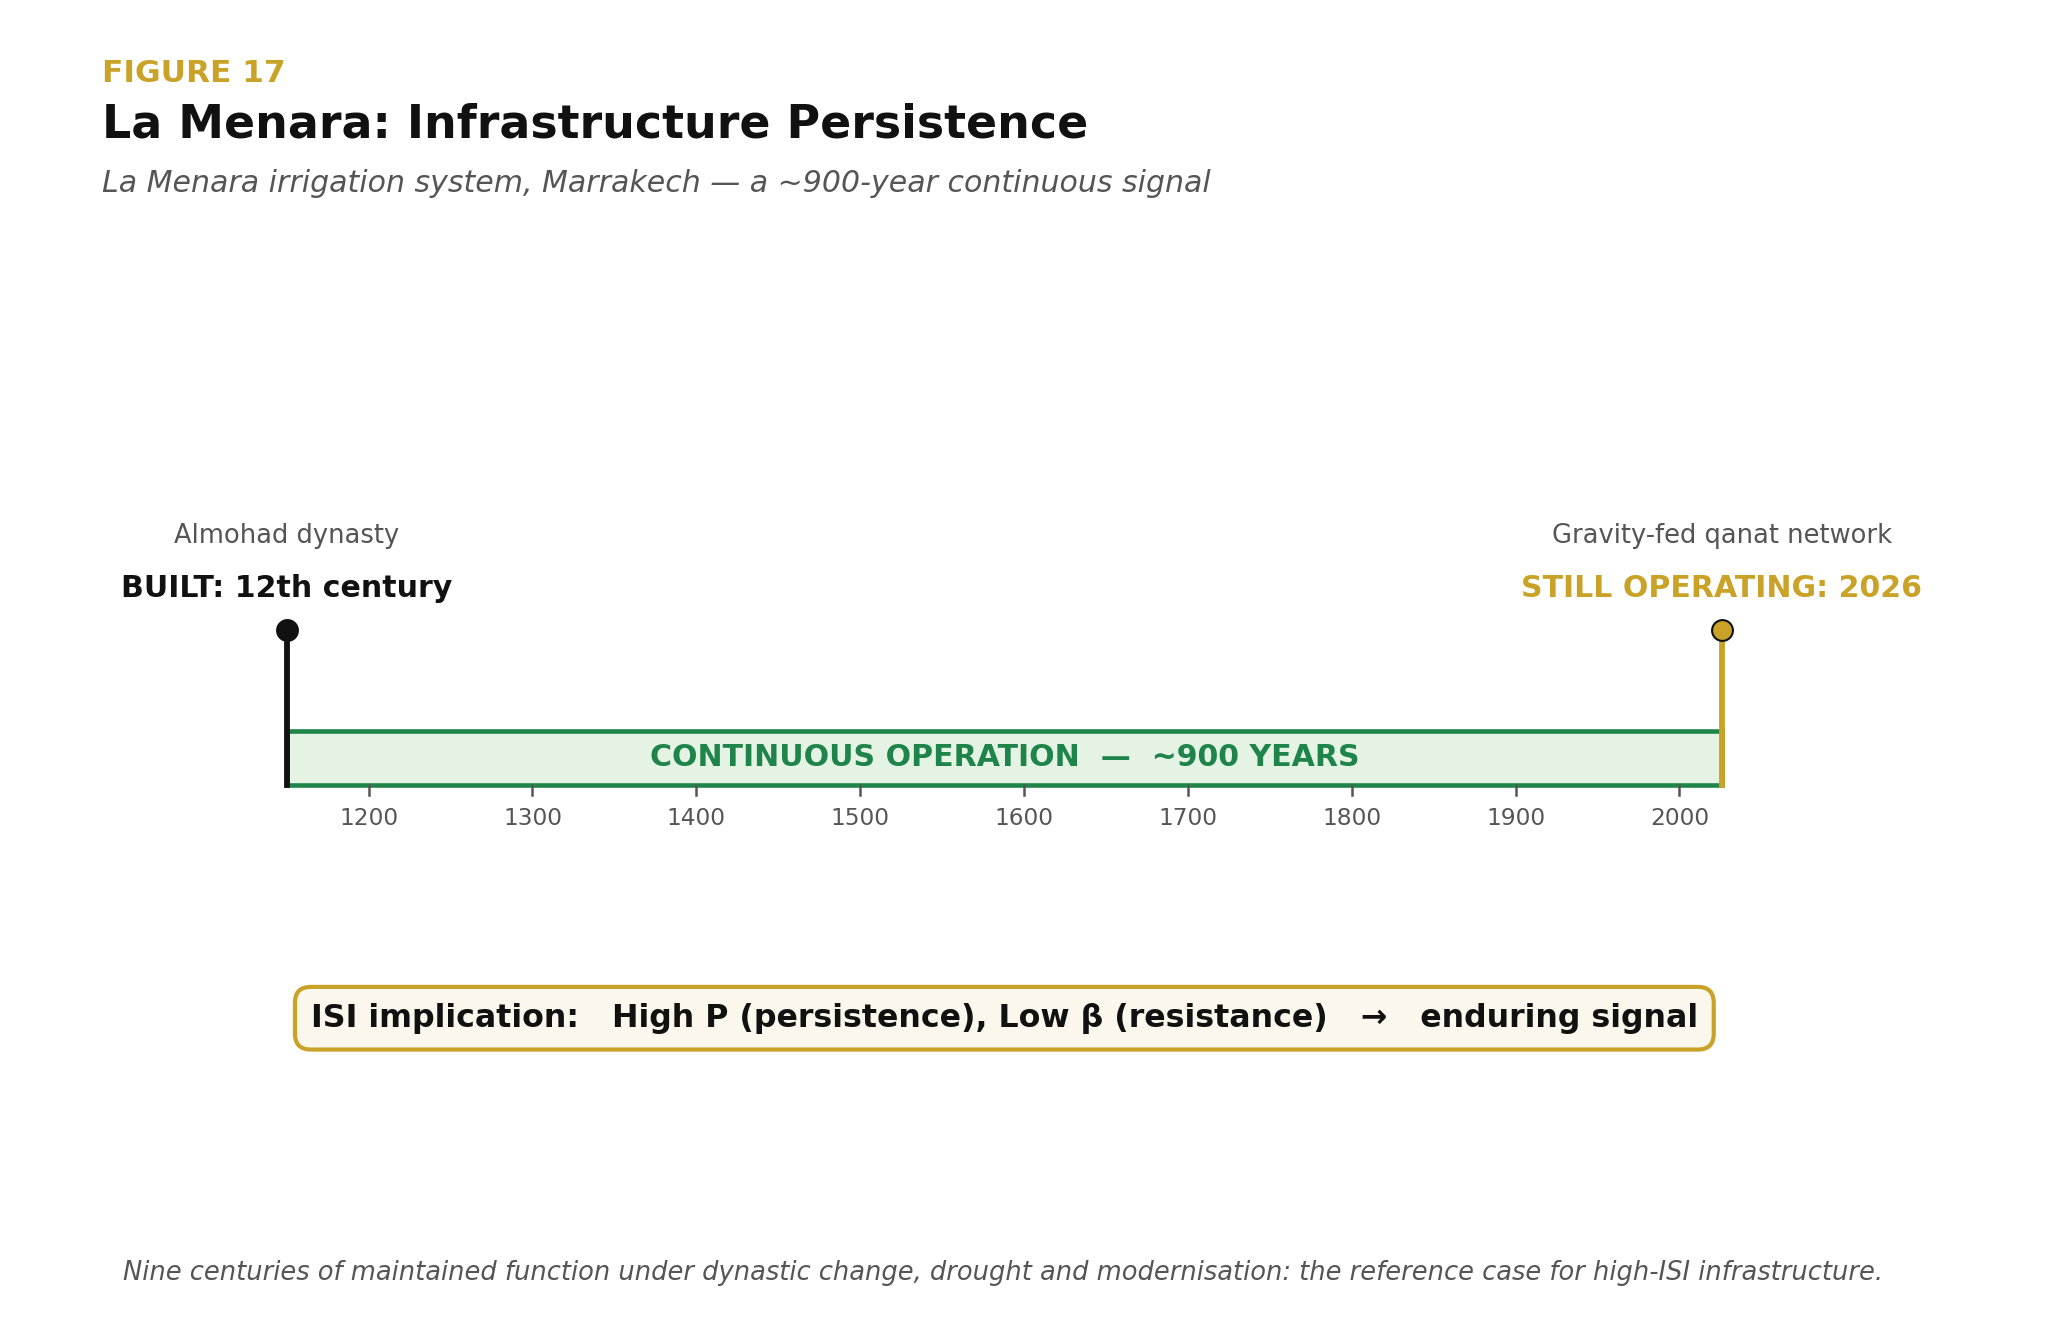 FIGURE 17
La Menara: Infrastructure Persistence
La Menara irrigation system, Marrakech — a ~900-year continuous signal
Almohad dynasty
BUILT: 12th century
Gravity-fed qanat network
STILL OPERATING: 2026
CONTINUOUS OPERATION — ~900 YEARS
1200 1300 1400 1500 1600 1700 1800 1900 2000
ISI implication: High P (persistence), Low β (resistance) → enduring signal
Nine centuries of maintained function under dynastic change, drought and modernisation: the reference case for high-ISI infrastructure.